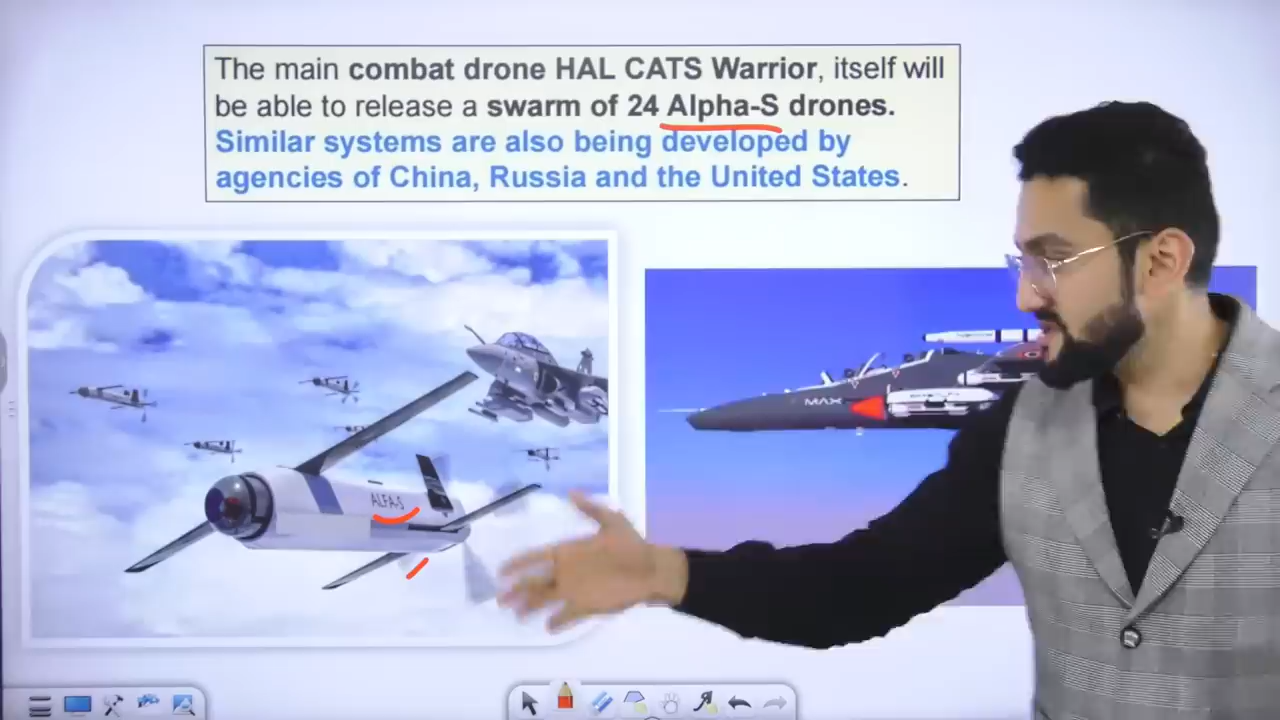 The main combat drone HAL CATS Warrior, itself will
be able to release a swarm of 24 Alpha-S drones.
Similar systems are also being developed by
agencies of China, Russia and the United States.
ALFA-S
MAX